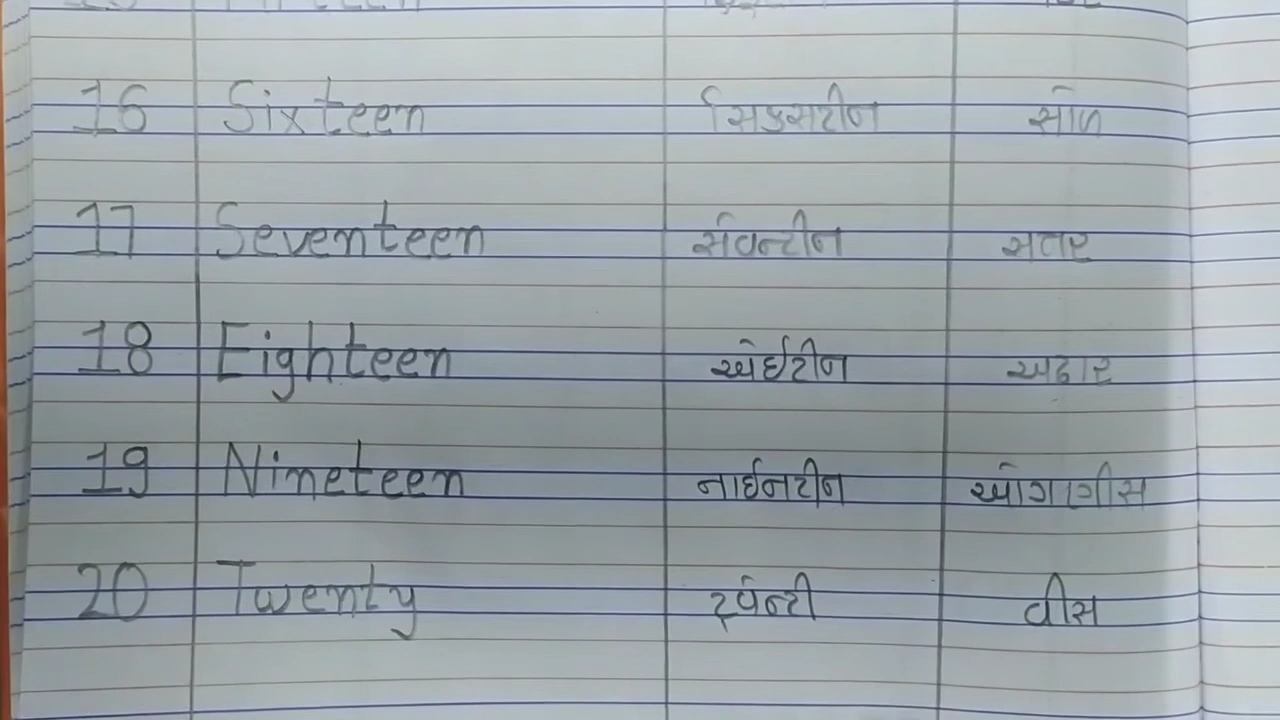 16 Sixteen સિક્સટીન સોળ
17 Seventeen સેવન્ટીન સતર
18 Eighteen એઈટીન અઢાર
19 Nineteen નાઈનટીન ઓગણીસ
20 Twenty ટ્વેન્ટી વીસ